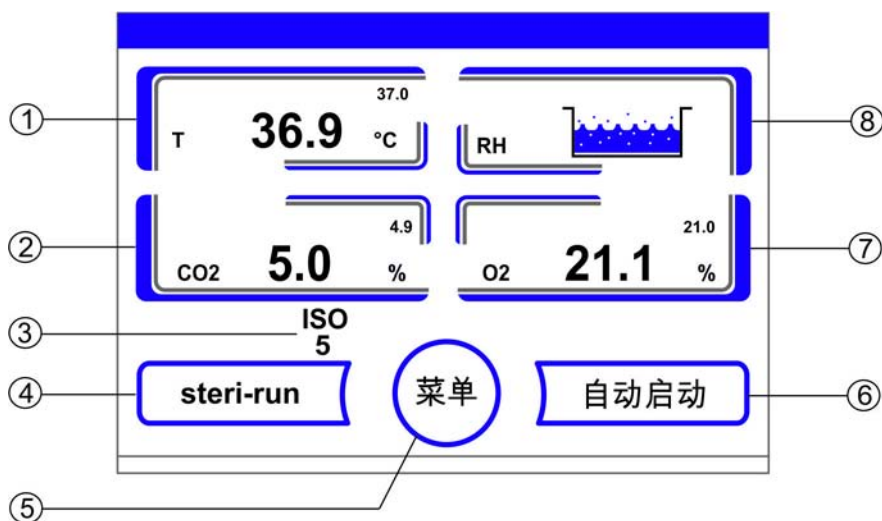 ① 37.0 ⑧
T 36.9 °C RH
② 4.9 21.0 ⑦
CO2 5.0 % O2 21.1 %
③ ISO
5
④ steri-run 菜单 自动启动 ⑥
⑤